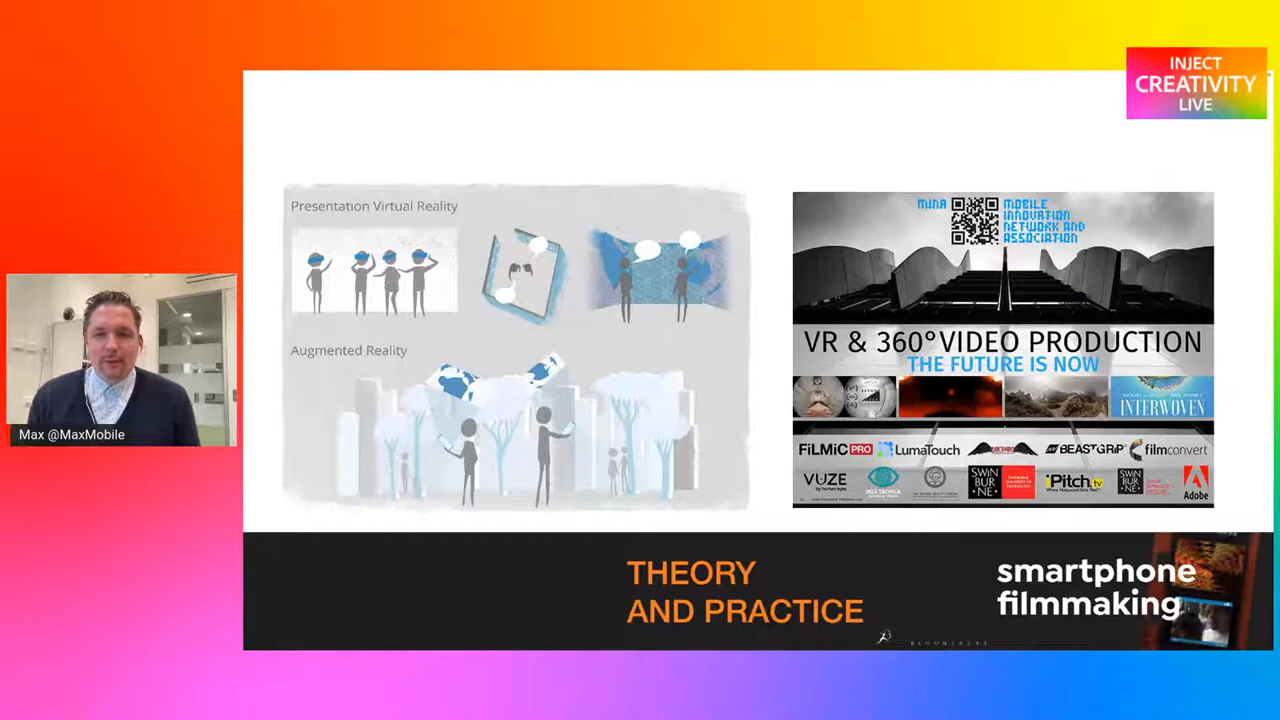 INJECT
CREATIVITY
LIVE
Presentation Virtual Reality
Augmented Reality
MINA
MOBILE
INNOVATION
NETWORK AND
ASSOCIATION
VR & 360° VIDEO PRODUCTION
THE FUTURE IS NOW
INTERWOVEN
FiLMiC PRO
LumaTouch
BEASTGRIP
filmconvert
VUZE
SWIN
BUR
NE
iPitch.tv
SWIN
BUR
NE
Adobe
Max @MaxMobile
THEORY
AND PRACTICE
smartphone
filmmaking
BLOOMSBURY